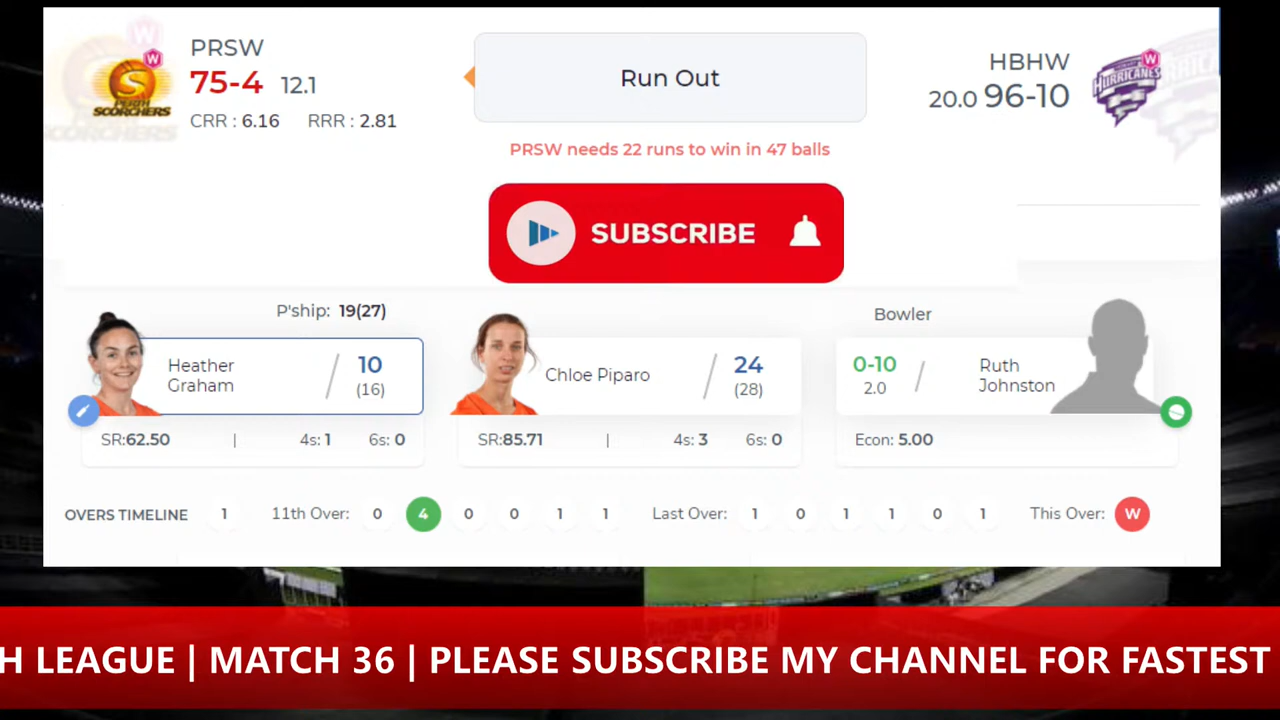 PRSW
75-4 12.1
CRR : 6.16 RRR : 2.81
Run Out
HBHW
20.0 96-10
PERTH
SCORCHERS
W
HURRICANES
W
PRSW needs 22 runs to win in 47 balls
SUBSCRIBE
P'ship: 19(27)
Bowler
Heather
Graham
10
(16)
SR:62.50 | 4s: 1 6s: 0
Chloe Piparo
24
(28)
SR:85.71 | 4s: 3 6s: 0
0-10
2.0
Ruth
Johnston
Econ: 5.00
OVERS TIMELINE 1 11th Over: 0 4 0 0 1 1 Last Over: 1 0 1 1 0 1 This Over: W
H LEAGUE | MATCH 36 | PLEASE SUBSCRIBE MY CHANNEL FOR FASTEST